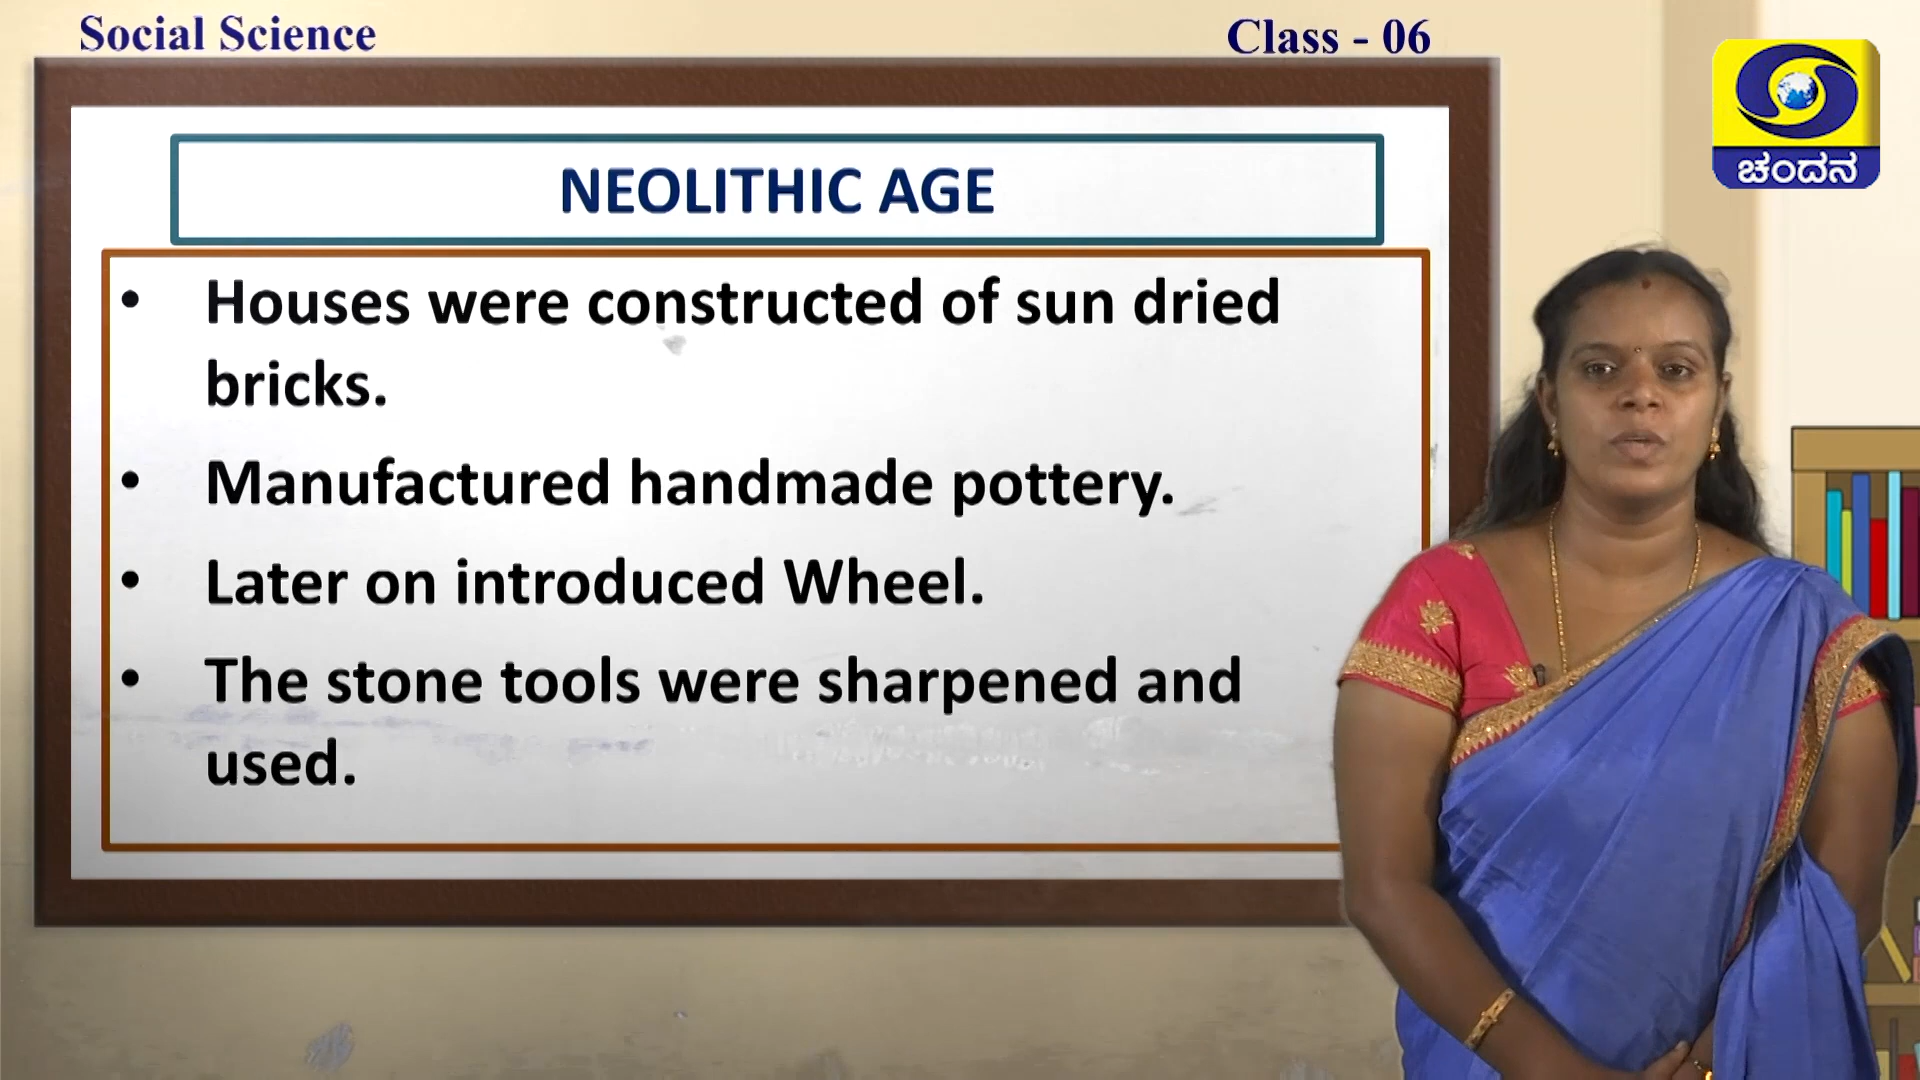 Social Science
Class - 06
ಚಂದನ
NEOLITHIC AGE
• Houses were constructed of sun dried
bricks.
• Manufactured handmade pottery.
• Later on introduced Wheel.
• The stone tools were sharpened and
used.